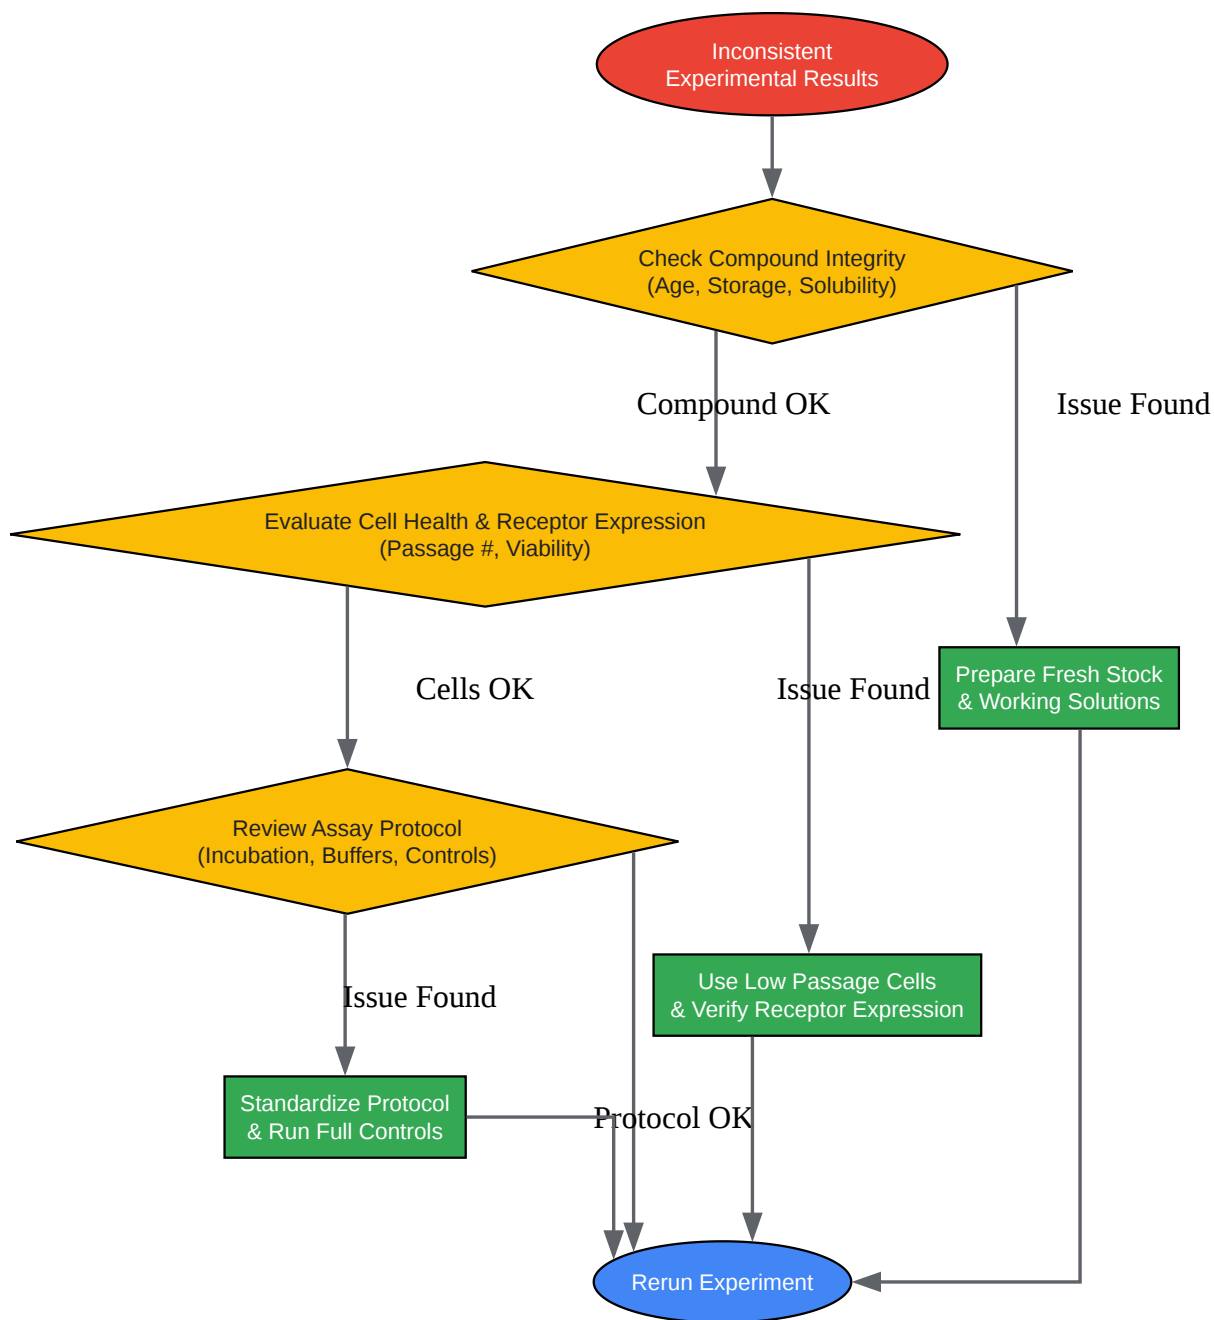 Inconsistent
Experimental Results
Check Compound Integrity
(Age, Storage, Solubility)
Compound OK
Issue Found
Evaluate Cell Health & Receptor Expression
(Passage #, Viability)
Cells OK
Issue Found
Prepare Fresh Stock
& Working Solutions
Review Assay Protocol
(Incubation, Buffers, Controls)
Issue Found
Use Low Passage Cells
& Verify Receptor Expression
Standardize Protocol
& Run Full Controls
Protocol OK
Rerun Experiment